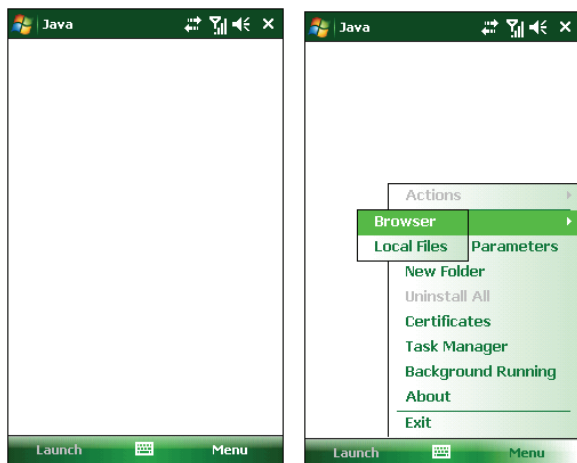 Java
Launch Menu
Java
Actions
Browser
Local Files Parameters
New Folder
Uninstall All
Certificates
Task Manager
Background Running
About
Exit
Launch Menu